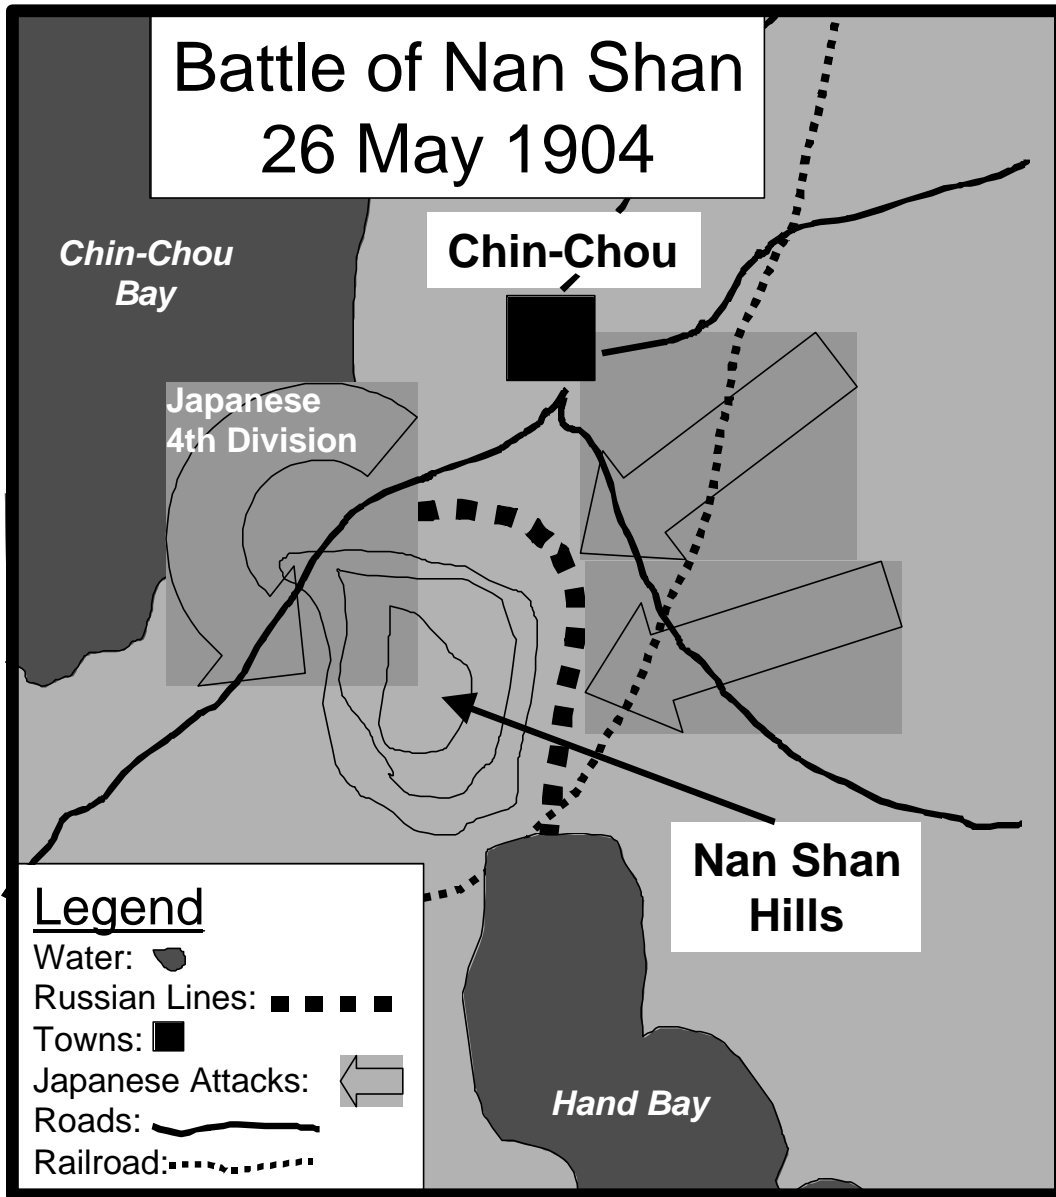 Battle of Nan Shan
26 May 1904
Chin-Chou
Bay
Chin-Chou
Japanese
4th Division
Nan Shan
Hills
Legend
Water:
Russian Lines:
Towns:
Japanese Attacks:
Roads:
Railroad:
Hand Bay